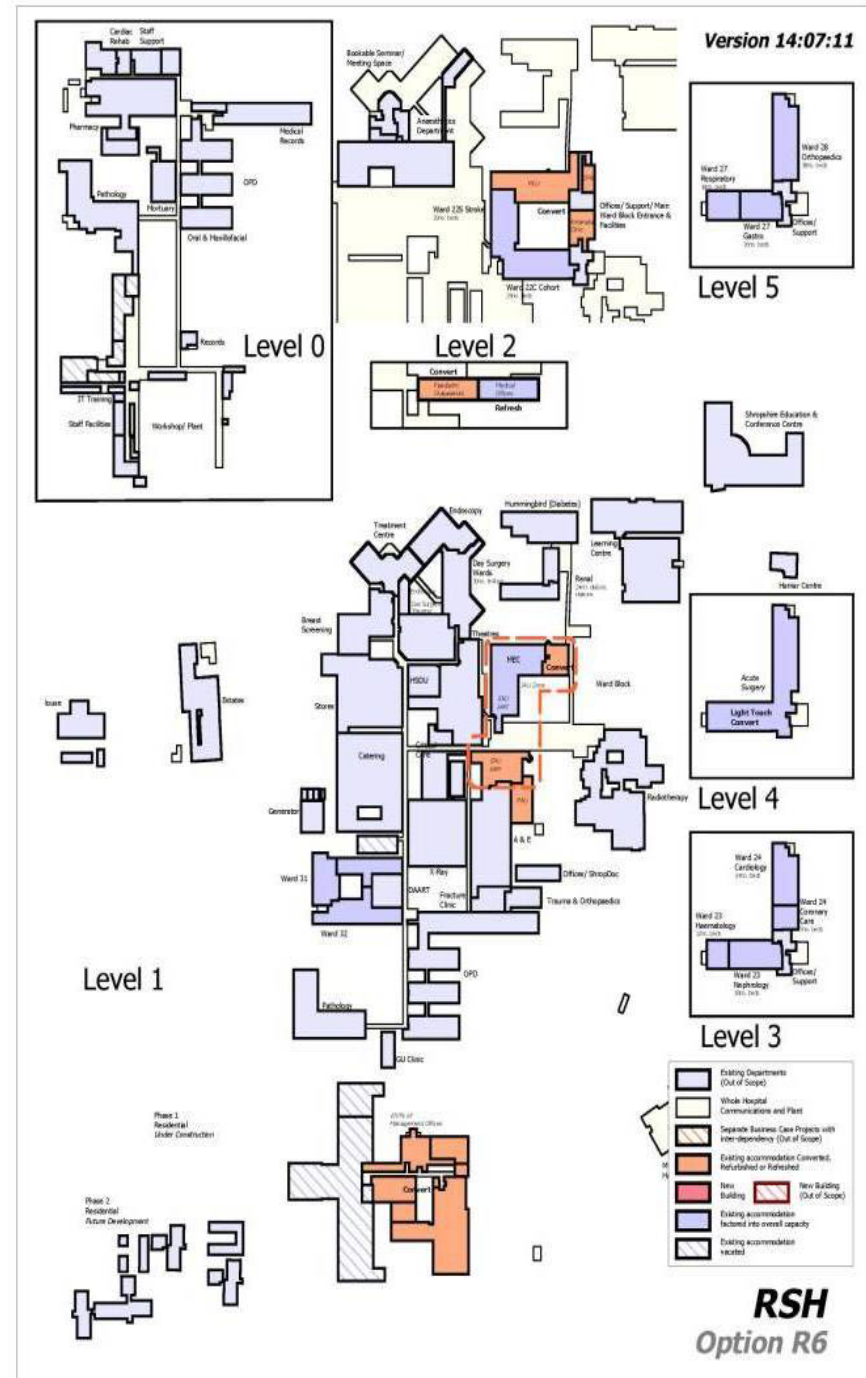 Version 14:07:11
Cardiac
Rehab
Staff
Support
Pharmacy
Medical
Records
OPD
Pathology
Mortuary
Oral & Maxillofacial
Records
Level 0
IT Training
Staff Facilities
Workshop/ Plant
Bookable Seminar/
Meeting Space
Anaesthetics
Department
Ward 22S Stroke
Convert
Offices/ Support/ Main
Ward Block Entrance &
Facilities
Ward 22C Cohort
Level 2
Convert
Medical
Offices
Refresh
Ward 28
Orthopaedics
Ward 27
Respiratory
Ward 27
Gastro
Offices/
Support
Level 5
Shropshire Education &
Conference Centre
Hummingbird (Diabetes)
Endoscopy
Treatment
Centre
Day Surgery
Wards
Learning
Centre
Renal
Harrier Centre
Breast
Screening
Theatres
MEC
Convert
Ward Block
HSDU
Stores
Estates
Catering
Radiotherapy
Generator
A & E
X-Ray
Ward 31
DAART
Fracture
Clinic
Offices/ ShropDoc
Trauma & Orthopaedics
Ward 32
OPD
Level 1
Pathology
GU Clinic
Acute
Surgery
Light Touch
Convert
Level 4
Ward 24
Cardiology
Ward 24
Coronary
Care
Ward 23
Haematology
Ward 23
Nephrology
Offices/
Support
Level 3
Phase 1
Residential
Under Construction
Management Offices
Convert
Phase 2
Residential
Future Development
Existing Departments
(Out of Scope)
Whole Hospital
Communications and Plant
Separate Business Case Projects with
inter-dependency (Out of Scope)
Existing accommodation Converted,
Refurbished or Refreshed
New
Building
New Building
(Out of Scope)
Existing accommodation
factored into overall capacity
Existing accommodation
vacated
RSH
Option R6